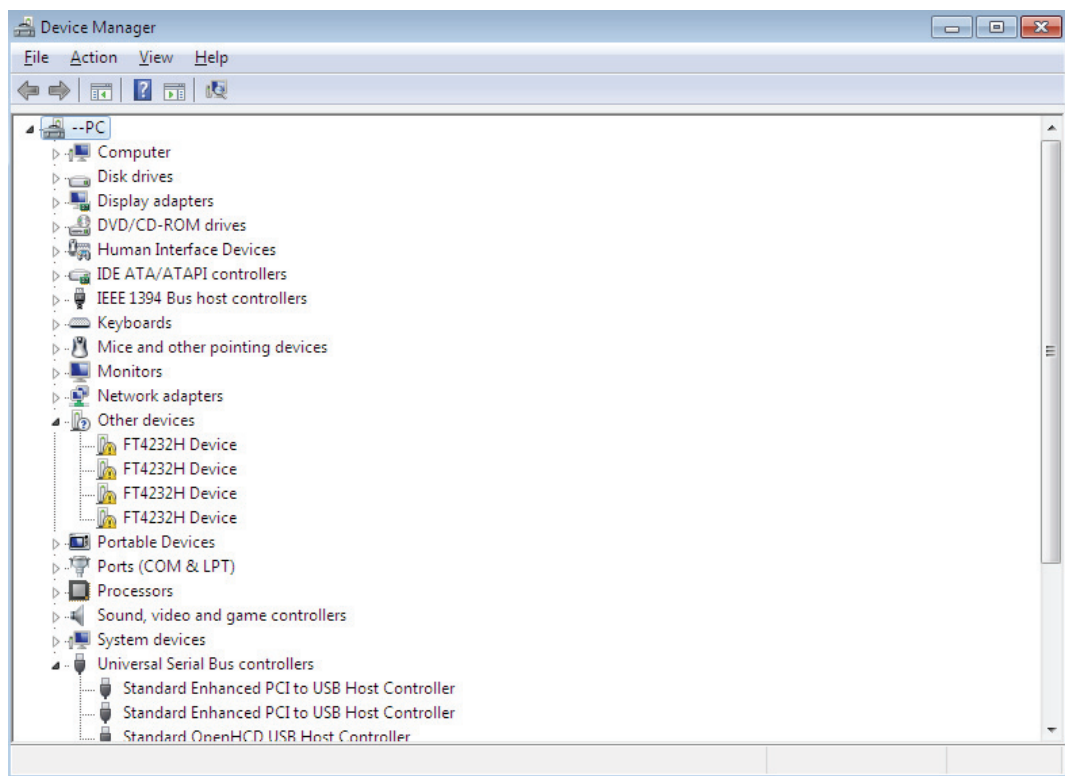 Device Manager
File Action View Help
--PC
Computer
Disk drives
Display adapters
DVD/CD-ROM drives
Human Interface Devices
IDE ATA/ATAPI controllers
IEEE 1394 Bus host controllers
Keyboards
Mice and other pointing devices
Monitors
Network adapters
Other devices
FT4232H Device
FT4232H Device
FT4232H Device
FT4232H Device
Portable Devices
Ports (COM & LPT)
Processors
Sound, video and game controllers
System devices
Universal Serial Bus controllers
Standard Enhanced PCI to USB Host Controller
Standard Enhanced PCI to USB Host Controller
Standard OpenHCD USB Host Controller